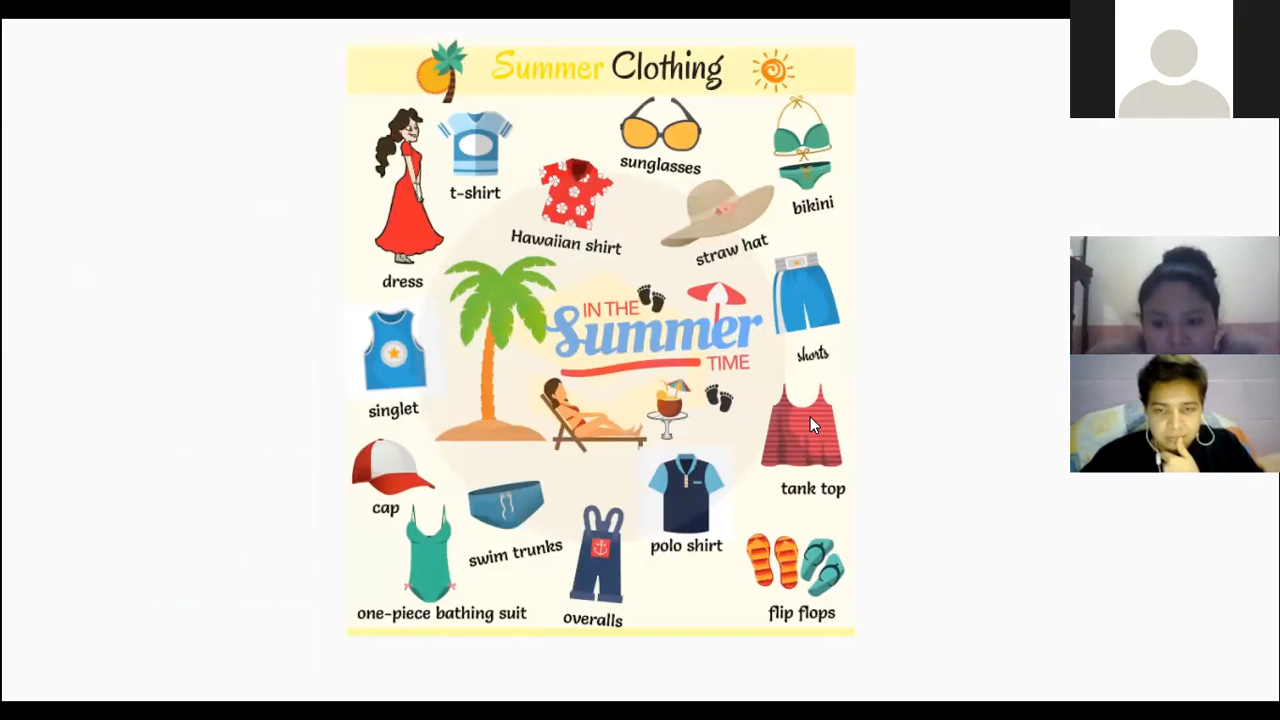 Summer Clothing
t-shirt
sunglasses
bikini
Hawaiian shirt
straw hat
dress
IN THE
Summer
TIME
shorts
singlet
tank top
cap
swim trunks
polo shirt
one-piece bathing suit
overalls
flip flops